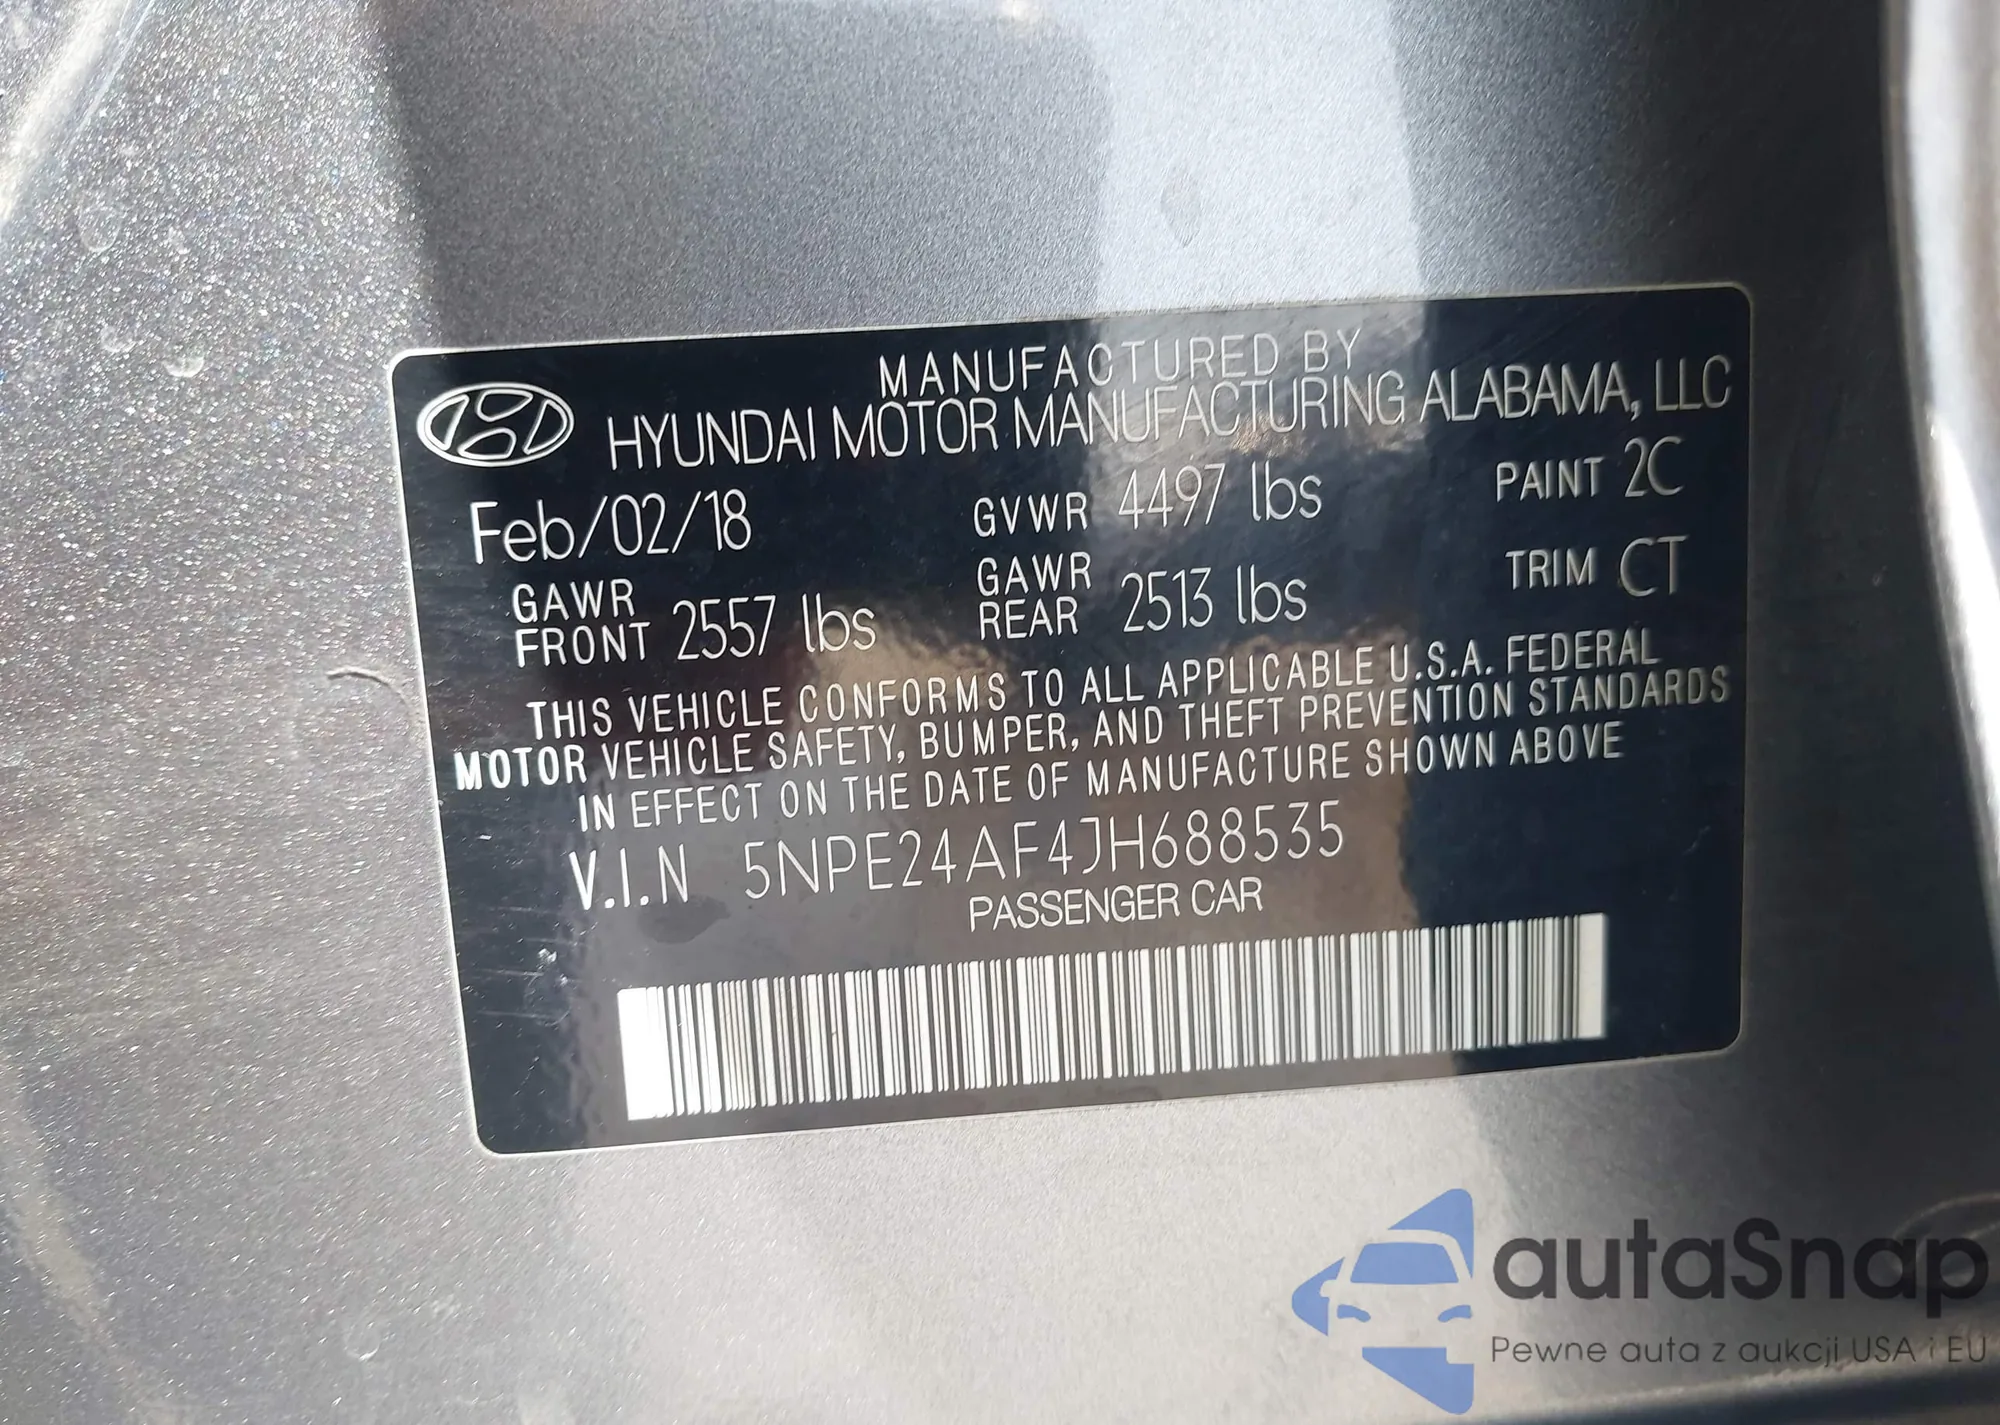 MANUFACTURED BY
HYUNDAI MOTOR MANUFACTURING ALABAMA, LLC
Feb/02/18 GVWR 4497 lbs PAINT 2C
GAWR FRONT 2557 lbs GAWR REAR 2513 lbs TRIM CT
THIS VEHICLE CONFORMS TO ALL APPLICABLE U.S.A. FEDERAL
MOTOR VEHICLE SAFETY, BUMPER, AND THEFT PREVENTION STANDARDS
IN EFFECT ON THE DATE OF MANUFACTURE SHOWN ABOVE
V.I.N 5NPE24AF4JH688535
PASSENGER CAR
autaSnap
Pewne auta z aukcji USA i EU